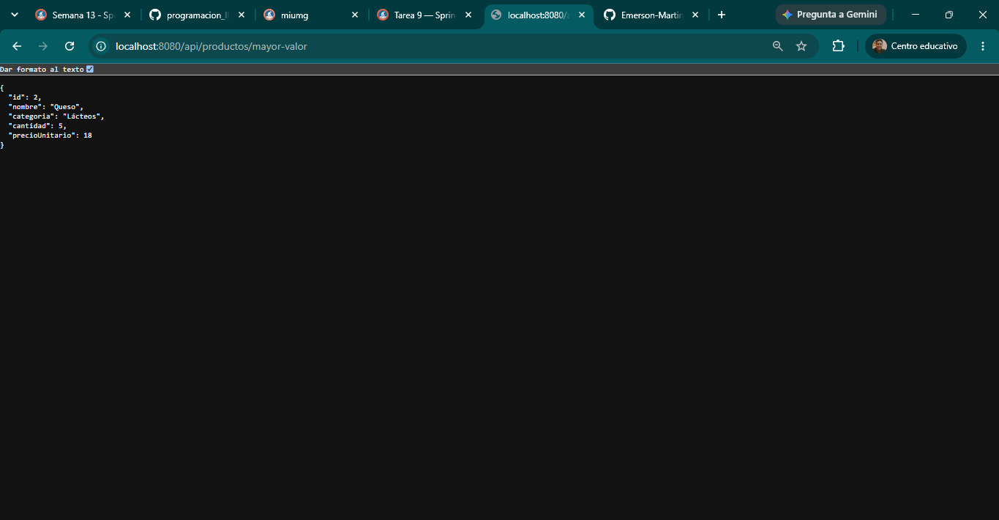 Semana 13 - Sp
programacion_II
miumg
Tarea 9 — Sprin
localhost:8080/a
Emerson-Martin
Pregunta a Gemini
localhost:8080/api/productos/mayor-valor
Centro educativo
Dar formato al texto
{
"id": 2,
"nombre": "Queso",
"categoria": "Lácteos",
"cantidad": 5,
"precioUnitario": 18
}